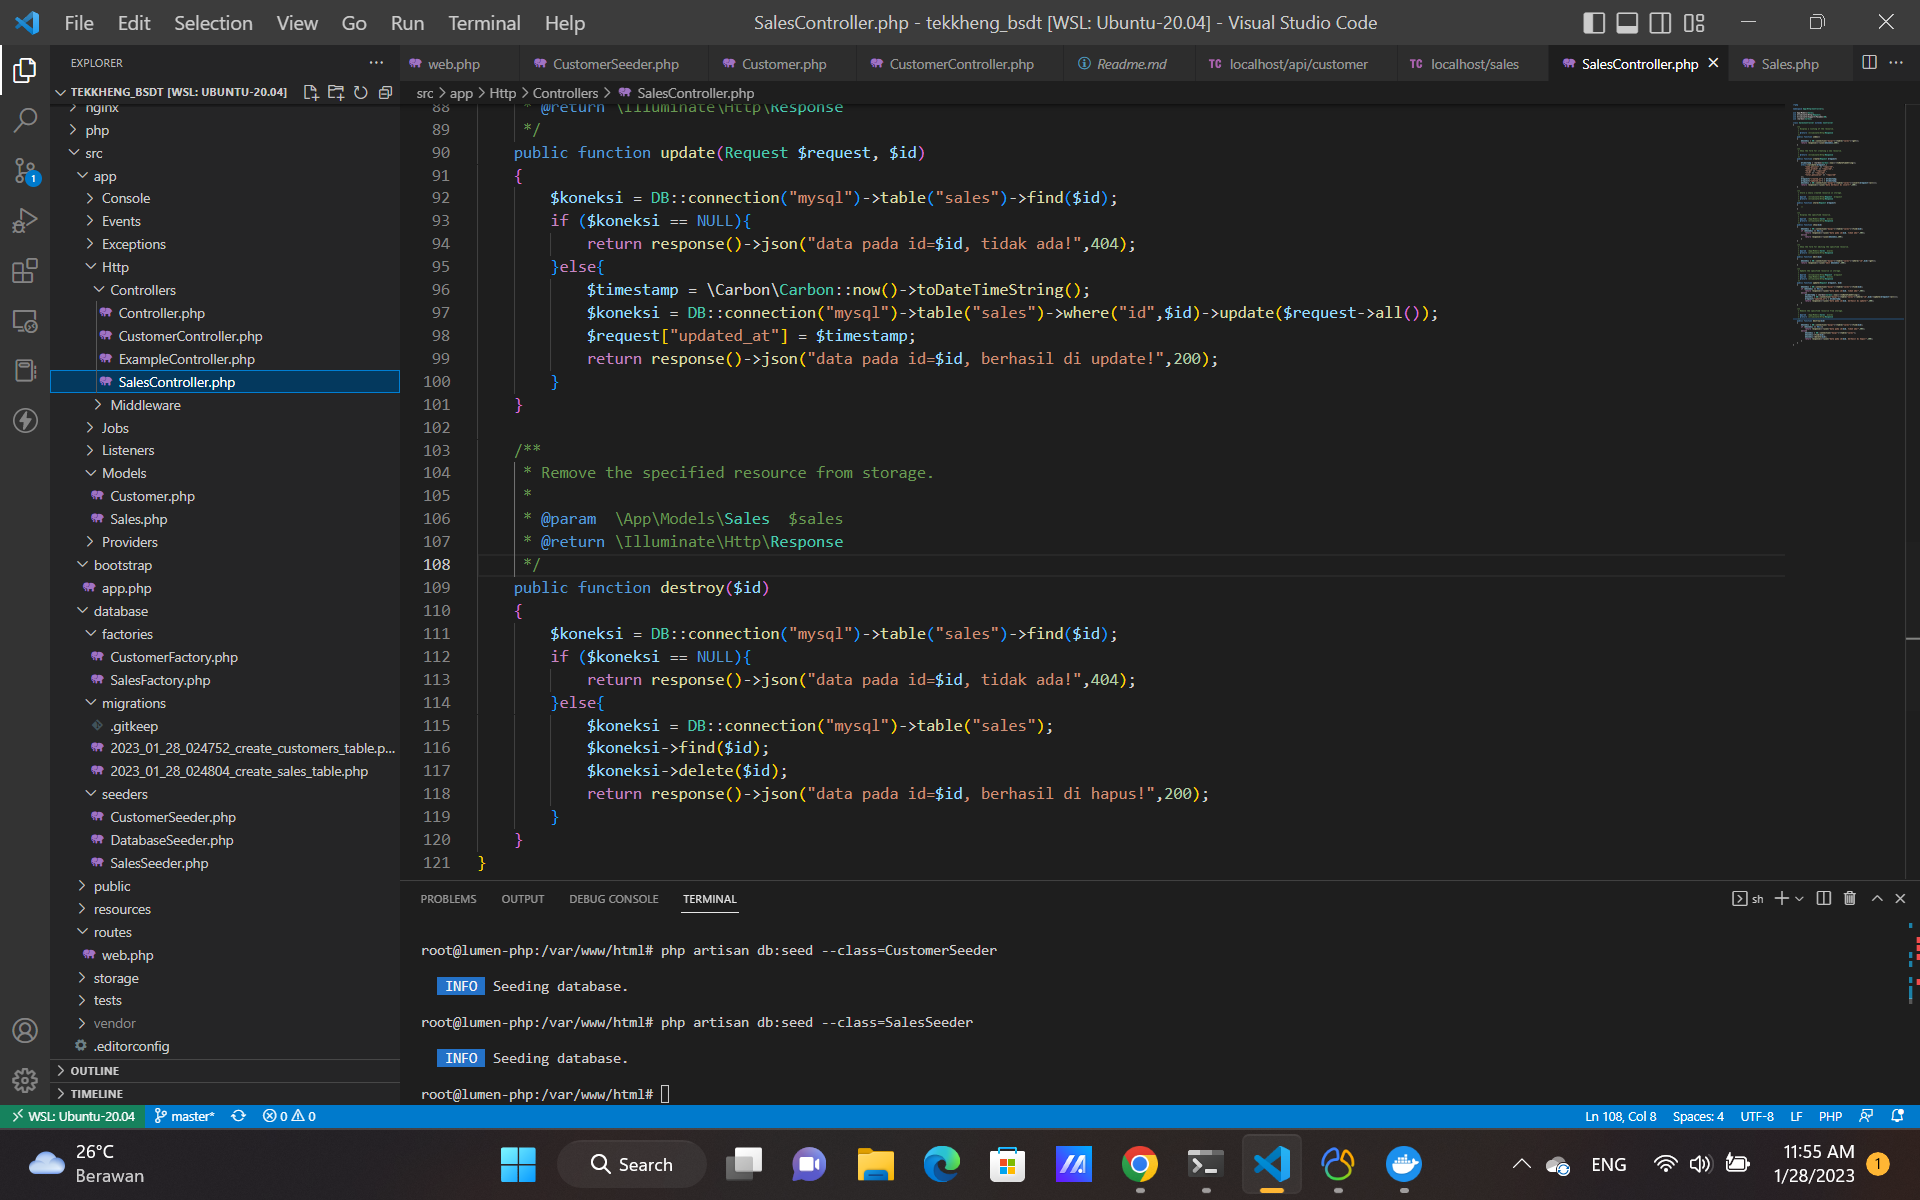 File Edit Selection View Go Run Terminal Help
SalesController.php - tekkheng_bsdt [WSL: Ubuntu-20.04] - Visual Studio Code
EXPLORER
web.php CustomerSeeder.php Customer.php CustomerController.php Readme.md TC localhost/api/customer TC localhost/sales SalesController.php Sales.php
TEKKHENG_BSDT [WSL: UBUNTU-20.04]
src > app > Http > Controllers > SalesController.php
nginx
php
src
app
Console
Events
Exceptions
Http
Controllers
Controller.php
CustomerController.php
ExampleController.php
SalesController.php
Middleware
Jobs
Listeners
Models
Customer.php
Sales.php
Providers
bootstrap
app.php
database
factories
CustomerFactory.php
SalesFactory.php
migrations
.gitkeep
2023_01_28_024752_create_customers_table.p...
2023_01_28_024804_create_sales_table.php
seeders
CustomerSeeder.php
DatabaseSeeder.php
SalesSeeder.php
public
resources
routes
web.php
storage
tests
vendor
.editorconfig
OUTLINE
TIMELINE
88 * @return \Illuminate\Http\Response
89 */
90 public function update(Request $request, $id)
91 {
92 $koneksi = DB::connection("mysql")->table("sales")->find($id);
93 if ($koneksi == NULL){
94 return response()->json("data pada id=$id, tidak ada!",404);
95 }else{
96 $timestamp = \Carbon\Carbon::now()->toDateTimeString();
97 $koneksi = DB::connection("mysql")->table("sales")->where("id",$id)->update($request->all());
98 $request["updated_at"] = $timestamp;
99 return response()->json("data pada id=$id, berhasil di update!",200);
100 }
101 }
102
103 /**
104 * Remove the specified resource from storage.
105 *
106 * @param  \App\Models\Sales  $sales
107 * @return \Illuminate\Http\Response
108 */
109 public function destroy($id)
110 {
111 $koneksi = DB::connection("mysql")->table("sales")->find($id);
112 if ($koneksi == NULL){
113 return response()->json("data pada id=$id, tidak ada!",404);
114 }else{
115 $koneksi = DB::connection("mysql")->table("sales");
116 $koneksi->find($id);
117 $koneksi->delete($id);
118 return response()->json("data pada id=$id, berhasil di hapus!",200);
119 }
120 }
121 }
PROBLEMS OUTPUT DEBUG CONSOLE TERMINAL sh
root@lumen-php:/var/www/html# php artisan db:seed --class=CustomerSeeder
INFO Seeding database.
root@lumen-php:/var/www/html# php artisan db:seed --class=SalesSeeder
INFO Seeding database.
root@lumen-php:/var/www/html#
1
WSL: Ubuntu-20.04 master* 0 0 Ln 108, Col 8 Spaces: 4 UTF-8 LF PHP
26°C
Berawan
Search
ENG
11:55 AM
1/28/2023
1